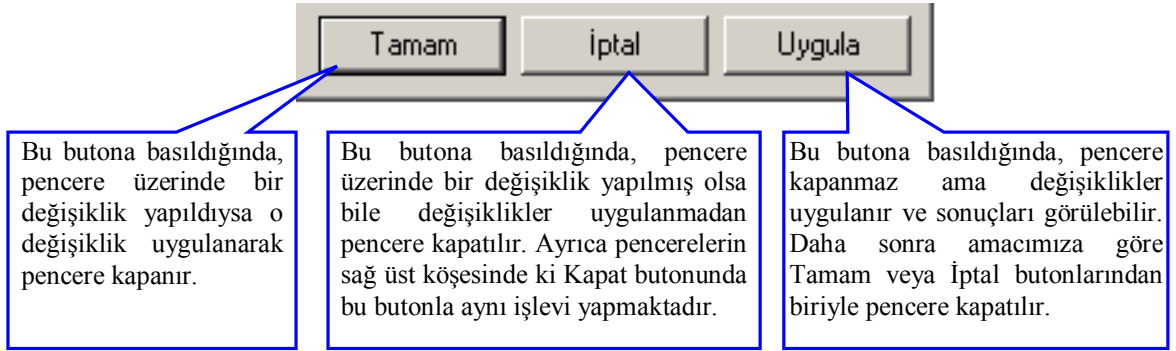 Tamam İptal Uygula
Bu butona basıldığında,
pencere üzerinde bir
değişiklik yapıldıysa o
değişiklik uygulanarak
pencere kapanır.
Bu butona basıldığında, pencere
üzerinde bir değişiklik yapılmış olsa
bile değişiklikler uygulanmadan
pencere kapatılır. Ayrıca pencerelerin
sağ üst köşesinde ki Kapat butonunda
bu butonla aynı işlevi yapmaktadır.
Bu butona basıldığında, pencere
kapanmaz ama değişiklikler
uygulanır ve sonuçları görülebilir.
Daha sonra amacımıza göre
Tamam veya İptal butonlarından
biriyle pencere kapatılır.